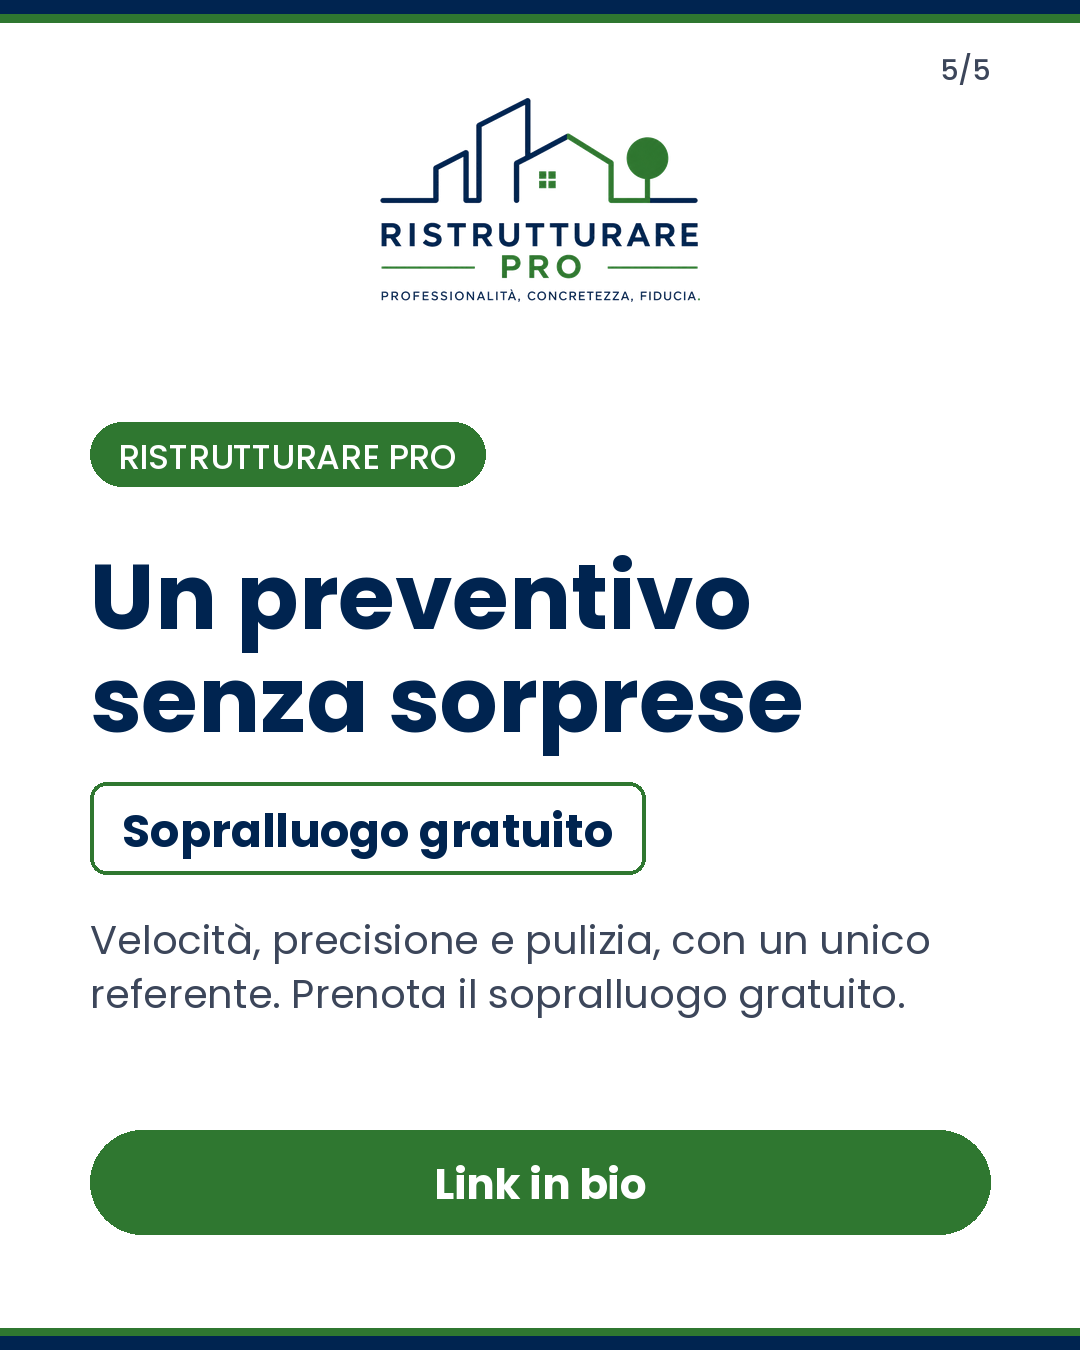 5/5
RISTRUTTURARE
PRO
PROFESSIONALITÀ, CONCRETEZZA, FIDUCIA.
RISTRUTTURARE PRO
Un preventivo
senza sorprese
Sopralluogo gratuito
Velocità, precisione e pulizia, con un unico
referente. Prenota il sopralluogo gratuito.
Link in bio